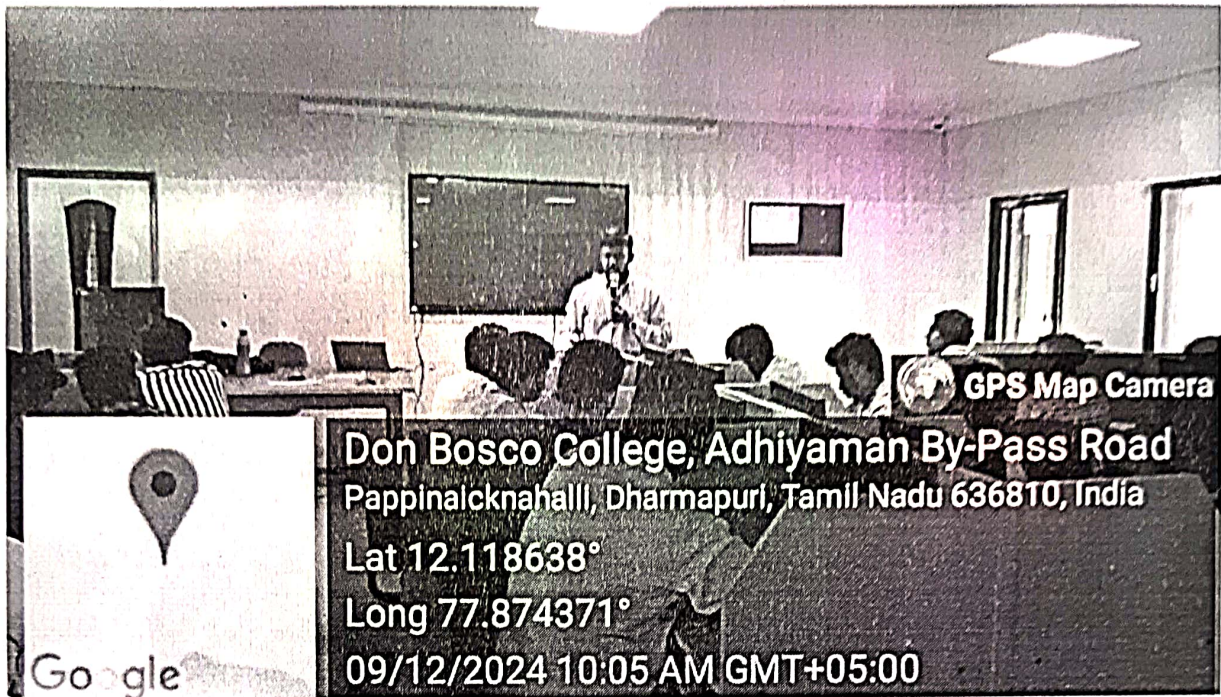 GPS Map Camera
Don Bosco College, Adhiyaman By-Pass Road
Pappinaicknahalli, Dharmapuri, Tamil Nadu 636810, India
Lat 12.118638°
Long 77.874371°
09/12/2024 10:05 AM GMT+05:00
Google